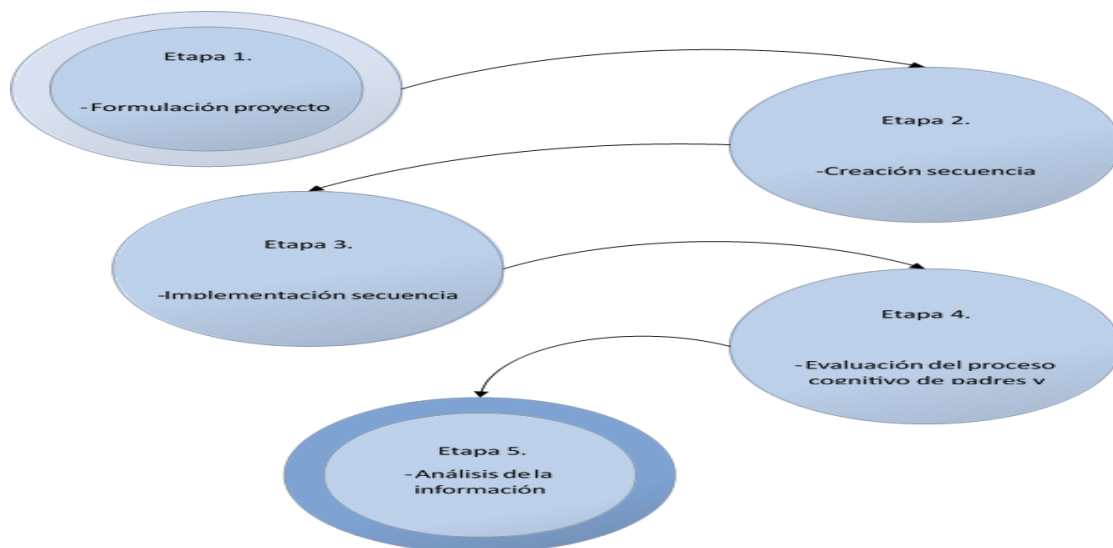 Etapa 1.
-Formulación proyecto
Etapa 2.
-Creación secuencia
Etapa 3.
-Implementación secuencia
Etapa 4.
-Evaluación del proceso
cognitivo de padres y
Etapa 5.
-Análisis de la
información